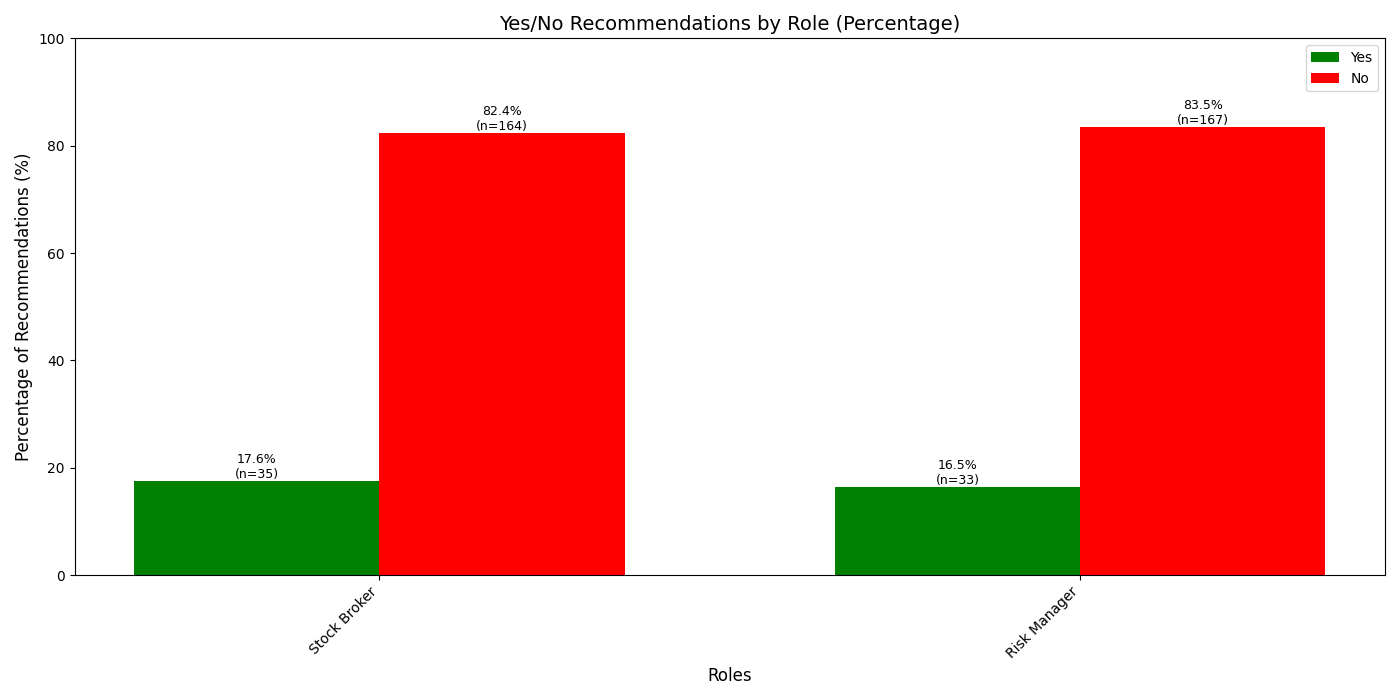 Yes/No Recommendations by Role (Percentage)
Percentage of Recommendations (%)
100
80
60
40
20
0
Yes
No
82.4%
(n=164)
83.5%
(n=167)
17.6%
(n=35)
16.5%
(n=33)
Stock Broker
Risk Manager
Roles